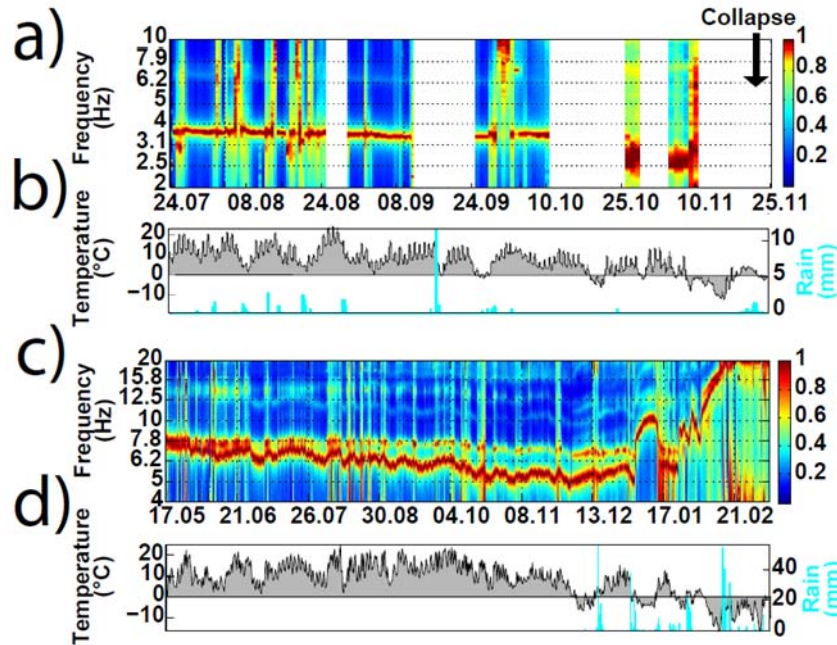 a)
Collapse
Frequency
(Hz)
10
7.9
6.2
5
4
3.1
2.5
2
1
0.8
0.6
0.4
0.2
24.07 08.08 24.08 08.09 24.09 10.10 25.10 10.11 25.11
b)
Temperature
(°C)
20
10
0
−10
10
5
0
Rain
(mm)
c)
Frequency
(Hz)
20
15.8
12.5
10
7.8
6.2
5
4
1
0.8
0.6
0.4
0.2
17.05 21.06 26.07 30.08 04.10 08.11 13.12 17.01 21.02
d)
Temperature
(°C)
20
10
0
−10
40
20
0
Rain
(mm)